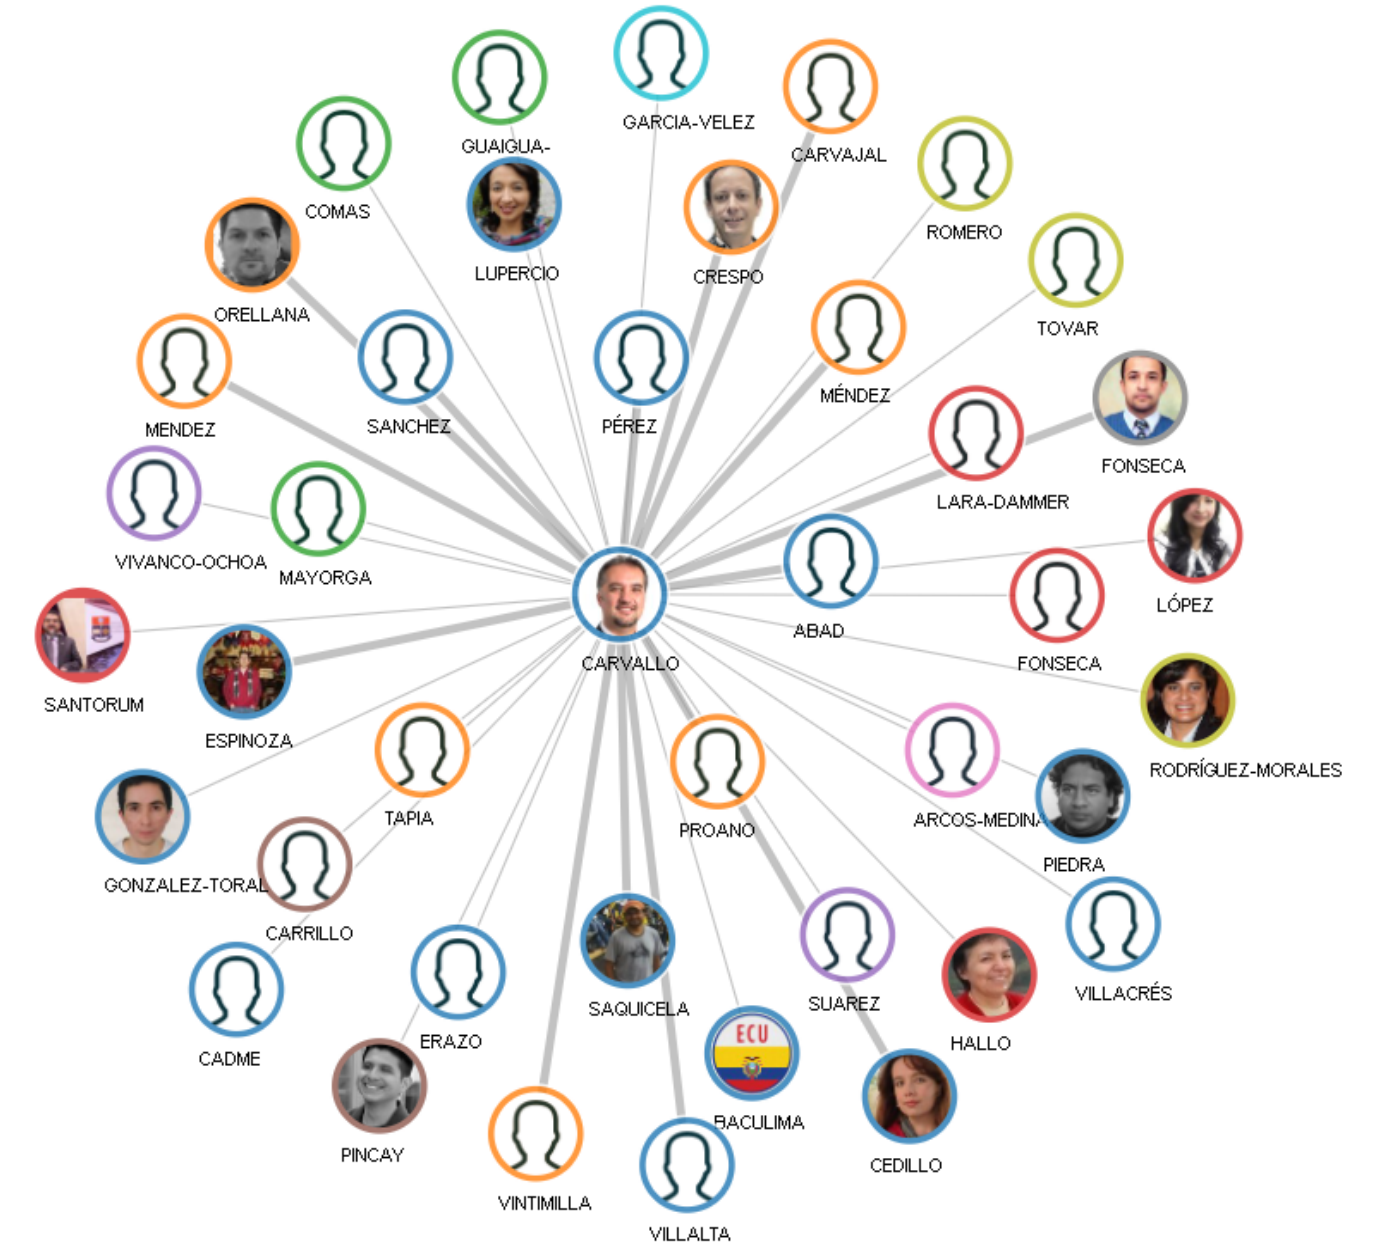 GARCIA-VELEZ
GUAIGUA-
CARVAJAL
COMAS
ROMERO
LUPERCIO
CRESPO
ORELLANA
TOVAR
MÉNDEZ
MENDEZ
SANCHEZ
PÉREZ
FONSECA
LARA-DAMMER
VIVANCO-OCHOA
MAYORGA
LÓPEZ
ABAD
CARVALLO
FONSECA
SANTORUM
ESPINOZA
RODRÍGUEZ-MORALES
TAPIA
PROANO
ARCOS-MEDINA
PIEDRA
GONZALEZ-TORAL
CARRILLO
VILLACRÉS
SAQUICELA
SUAREZ
ECU
ERAZO
HALLO
CADME
BACULIMA
PINCAY
CEDILLO
VINTIMILLA
VILLALTA